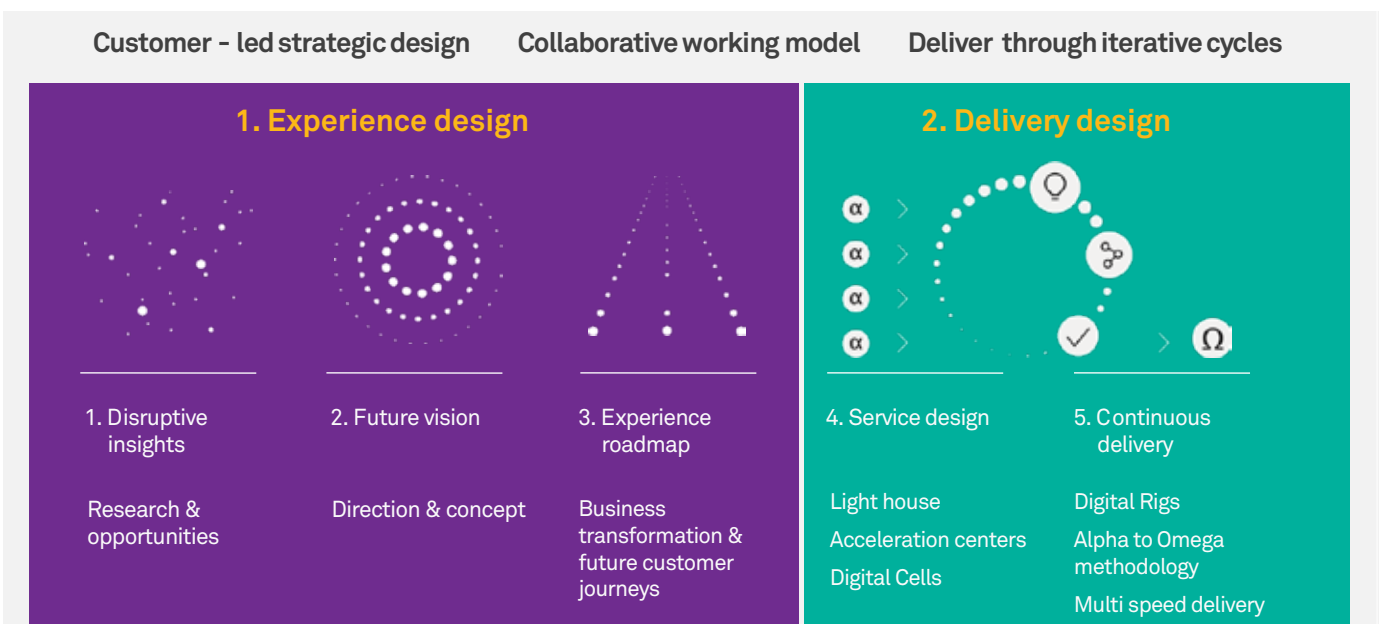 Customer - led strategic design
Collaborative working model
Deliver through iterative cycles
1. Experience design
1. Disruptive
insights
Research &
opportunities
2. Future vision
Direction & concept
3. Experience
roadmap
Business
transformation &
future customer
journeys
2. Delivery design
α
α
α
α
Ω
4. Service design
Light house
Acceleration centers
Digital Cells
5. Continuous
delivery
Digital Rigs
Alpha to Omega
methodology
Multi speed delivery